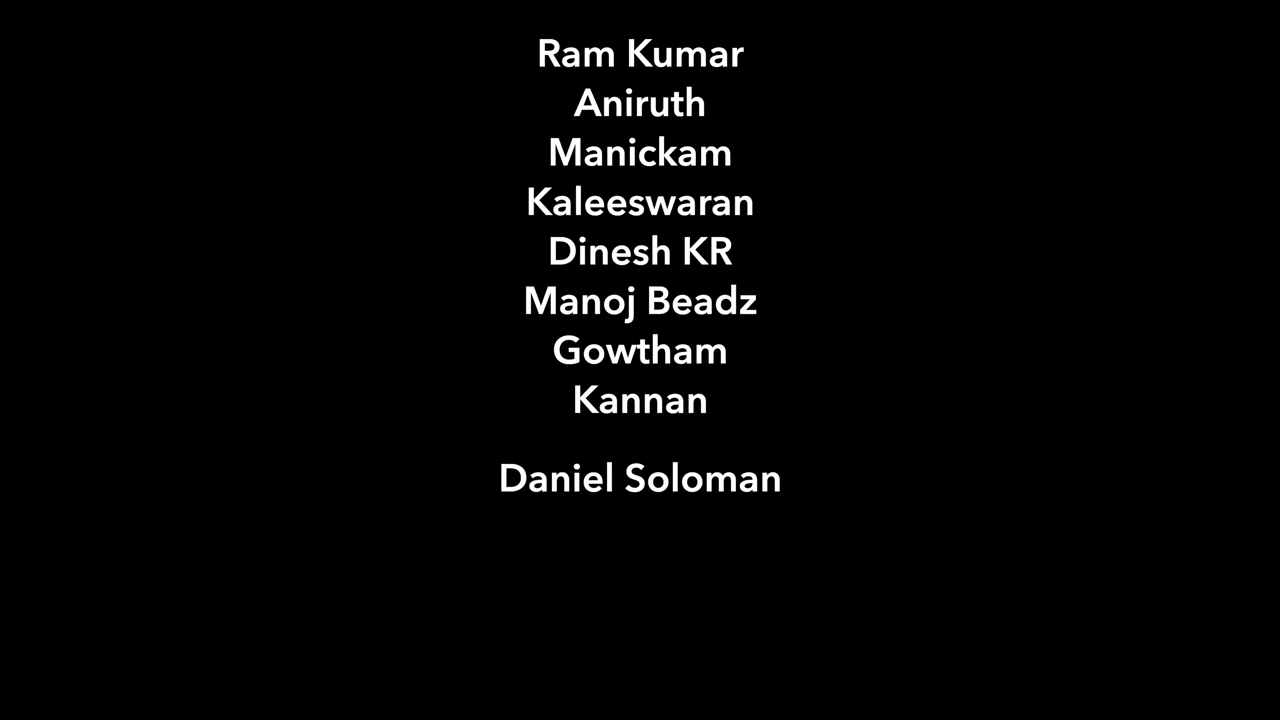 Ram Kumar
Aniruth
Manickam
Kaleeswaran
Dinesh KR
Manoj Beadz
Gowtham
Kannan
Daniel Soloman